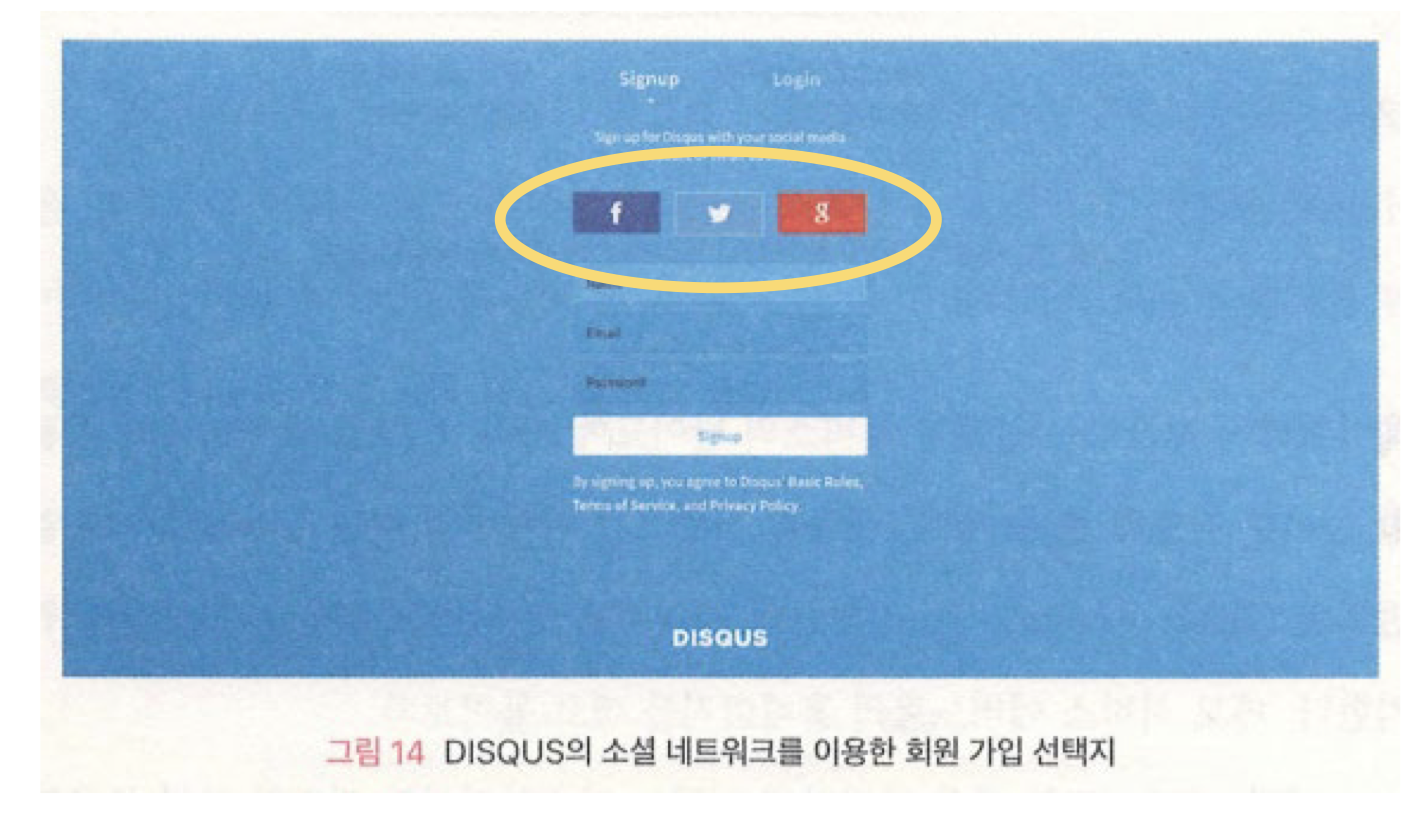 Signup Login
Sign up for Disqus with your social media
f g
Name
Email
Password
Signup
By signing up, you agree to Disqus' Basic Rules,
Terms of Service, and Privacy Policy
DISQUS
그림 14 DISQUS의 소셜 네트워크를 이용한 회원 가입 선택지